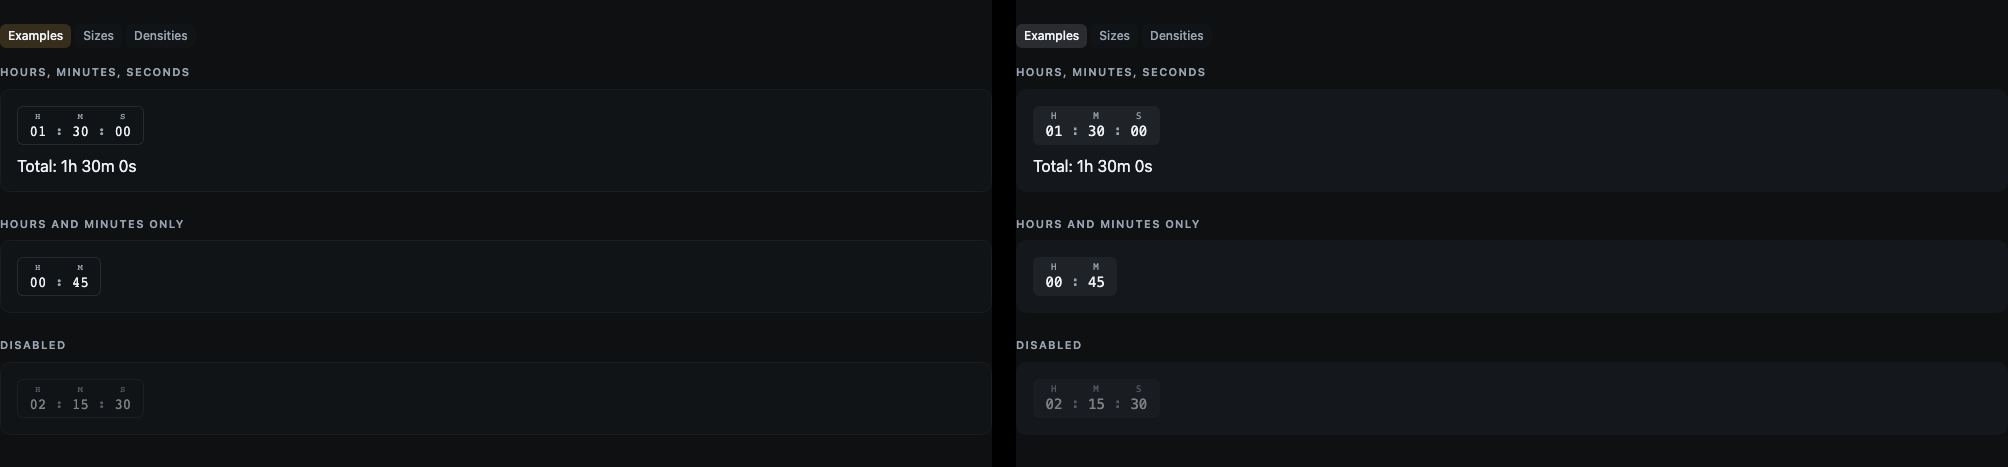 Examples Sizes Densities
HOURS, MINUTES, SECONDS
H M S
01 : 30 : 00
Total: 1h 30m 0s
HOURS AND MINUTES ONLY
H M
00 : 45
DISABLED
H M S
02 : 15 : 30
Examples Sizes Densities
HOURS, MINUTES, SECONDS
H M S
01 : 30 : 00
Total: 1h 30m 0s
HOURS AND MINUTES ONLY
H M
00 : 45
DISABLED
H M S
02 : 15 : 30